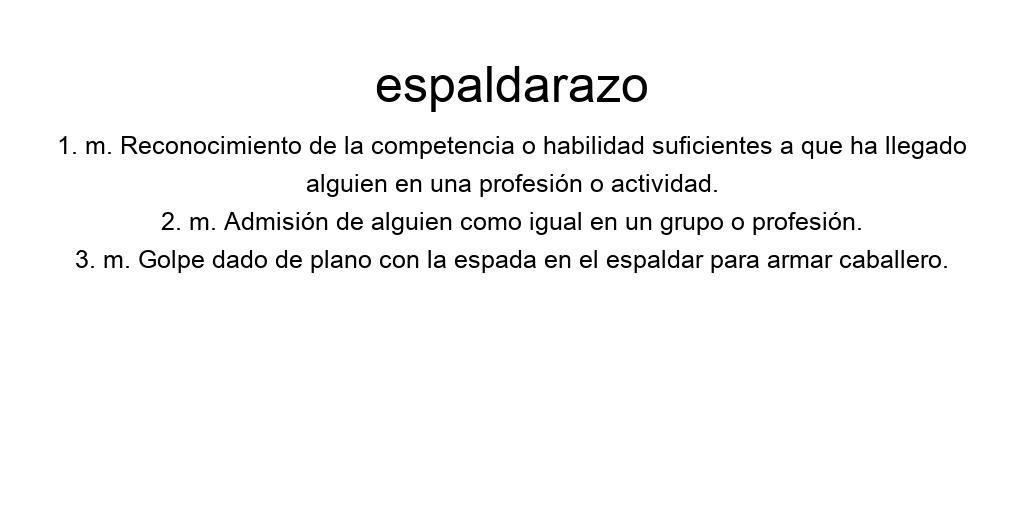 espaldarazo
1. m. Reconocimiento de la competencia o habilidad suficientes a que ha llegado
alguien en una profesión o actividad.
2. m. Admisión de alguien como igual en un grupo o profesión.
3. m. Golpe dado de plano con la espada en el espaldar para armar caballero.